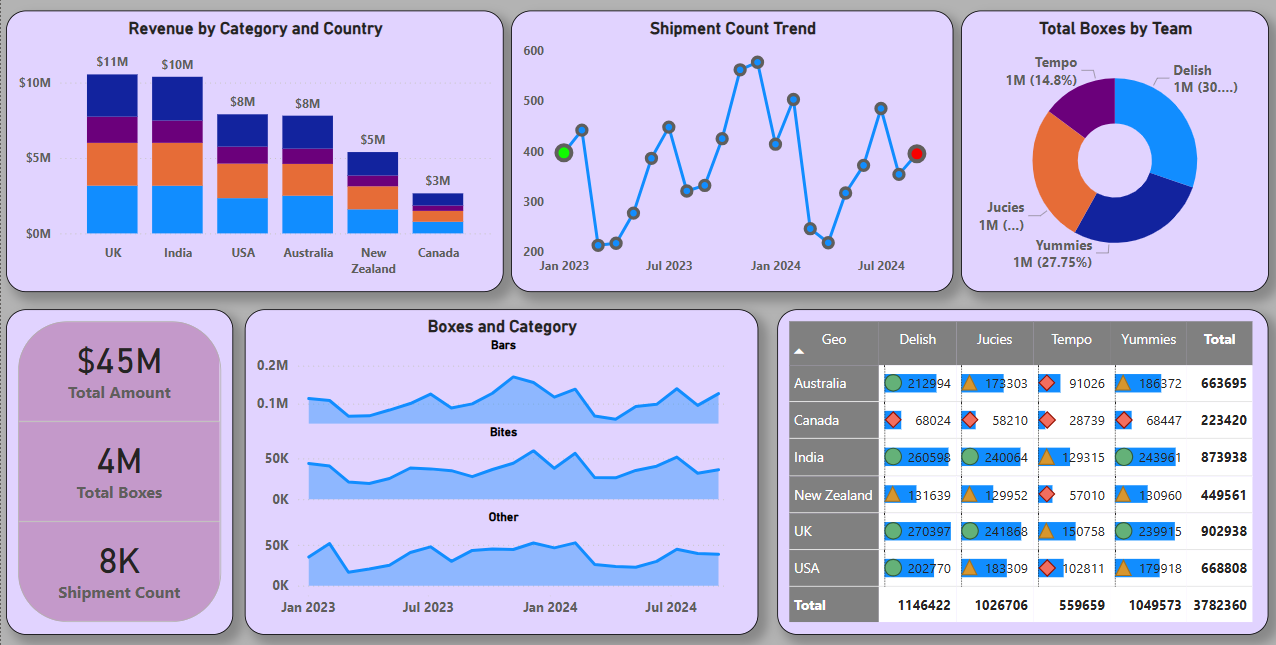 Revenue by Category and Country
$11M
$10M
$10M
$8M
$8M
$5M
$5M
$3M
$0M
UK India USA Australia New Zealand Canada
Shipment Count Trend
600
500
400
300
200
Jan 2023 Jul 2023 Jan 2024 Jul 2024
Total Boxes by Team
Tempo
1M (14.8%)
Delish
1M (30....)
Jucies
1M (...)
Yummies
1M (27.75%)
$45M
Total Amount
4M
Total Boxes
8K
Shipment Count
Boxes and Category
Bars
0.2M
0.1M
Bites
50K
0K
Other
50K
0K
Jan 2023 Jul 2023 Jan 2024 Jul 2024
Geo Delish Jucies Tempo Yummies Total
Australia 212994 173303 91026 186372 663695
Canada 68024 58210 28739 68447 223420
India 260598 240064 129315 243961 873938
New Zealand 131639 129952 57010 130960 449561
UK 270397 241868 150758 239915 902938
USA 202770 183309 102811 179918 668808
Total 1146422 1026706 559659 1049573 3782360